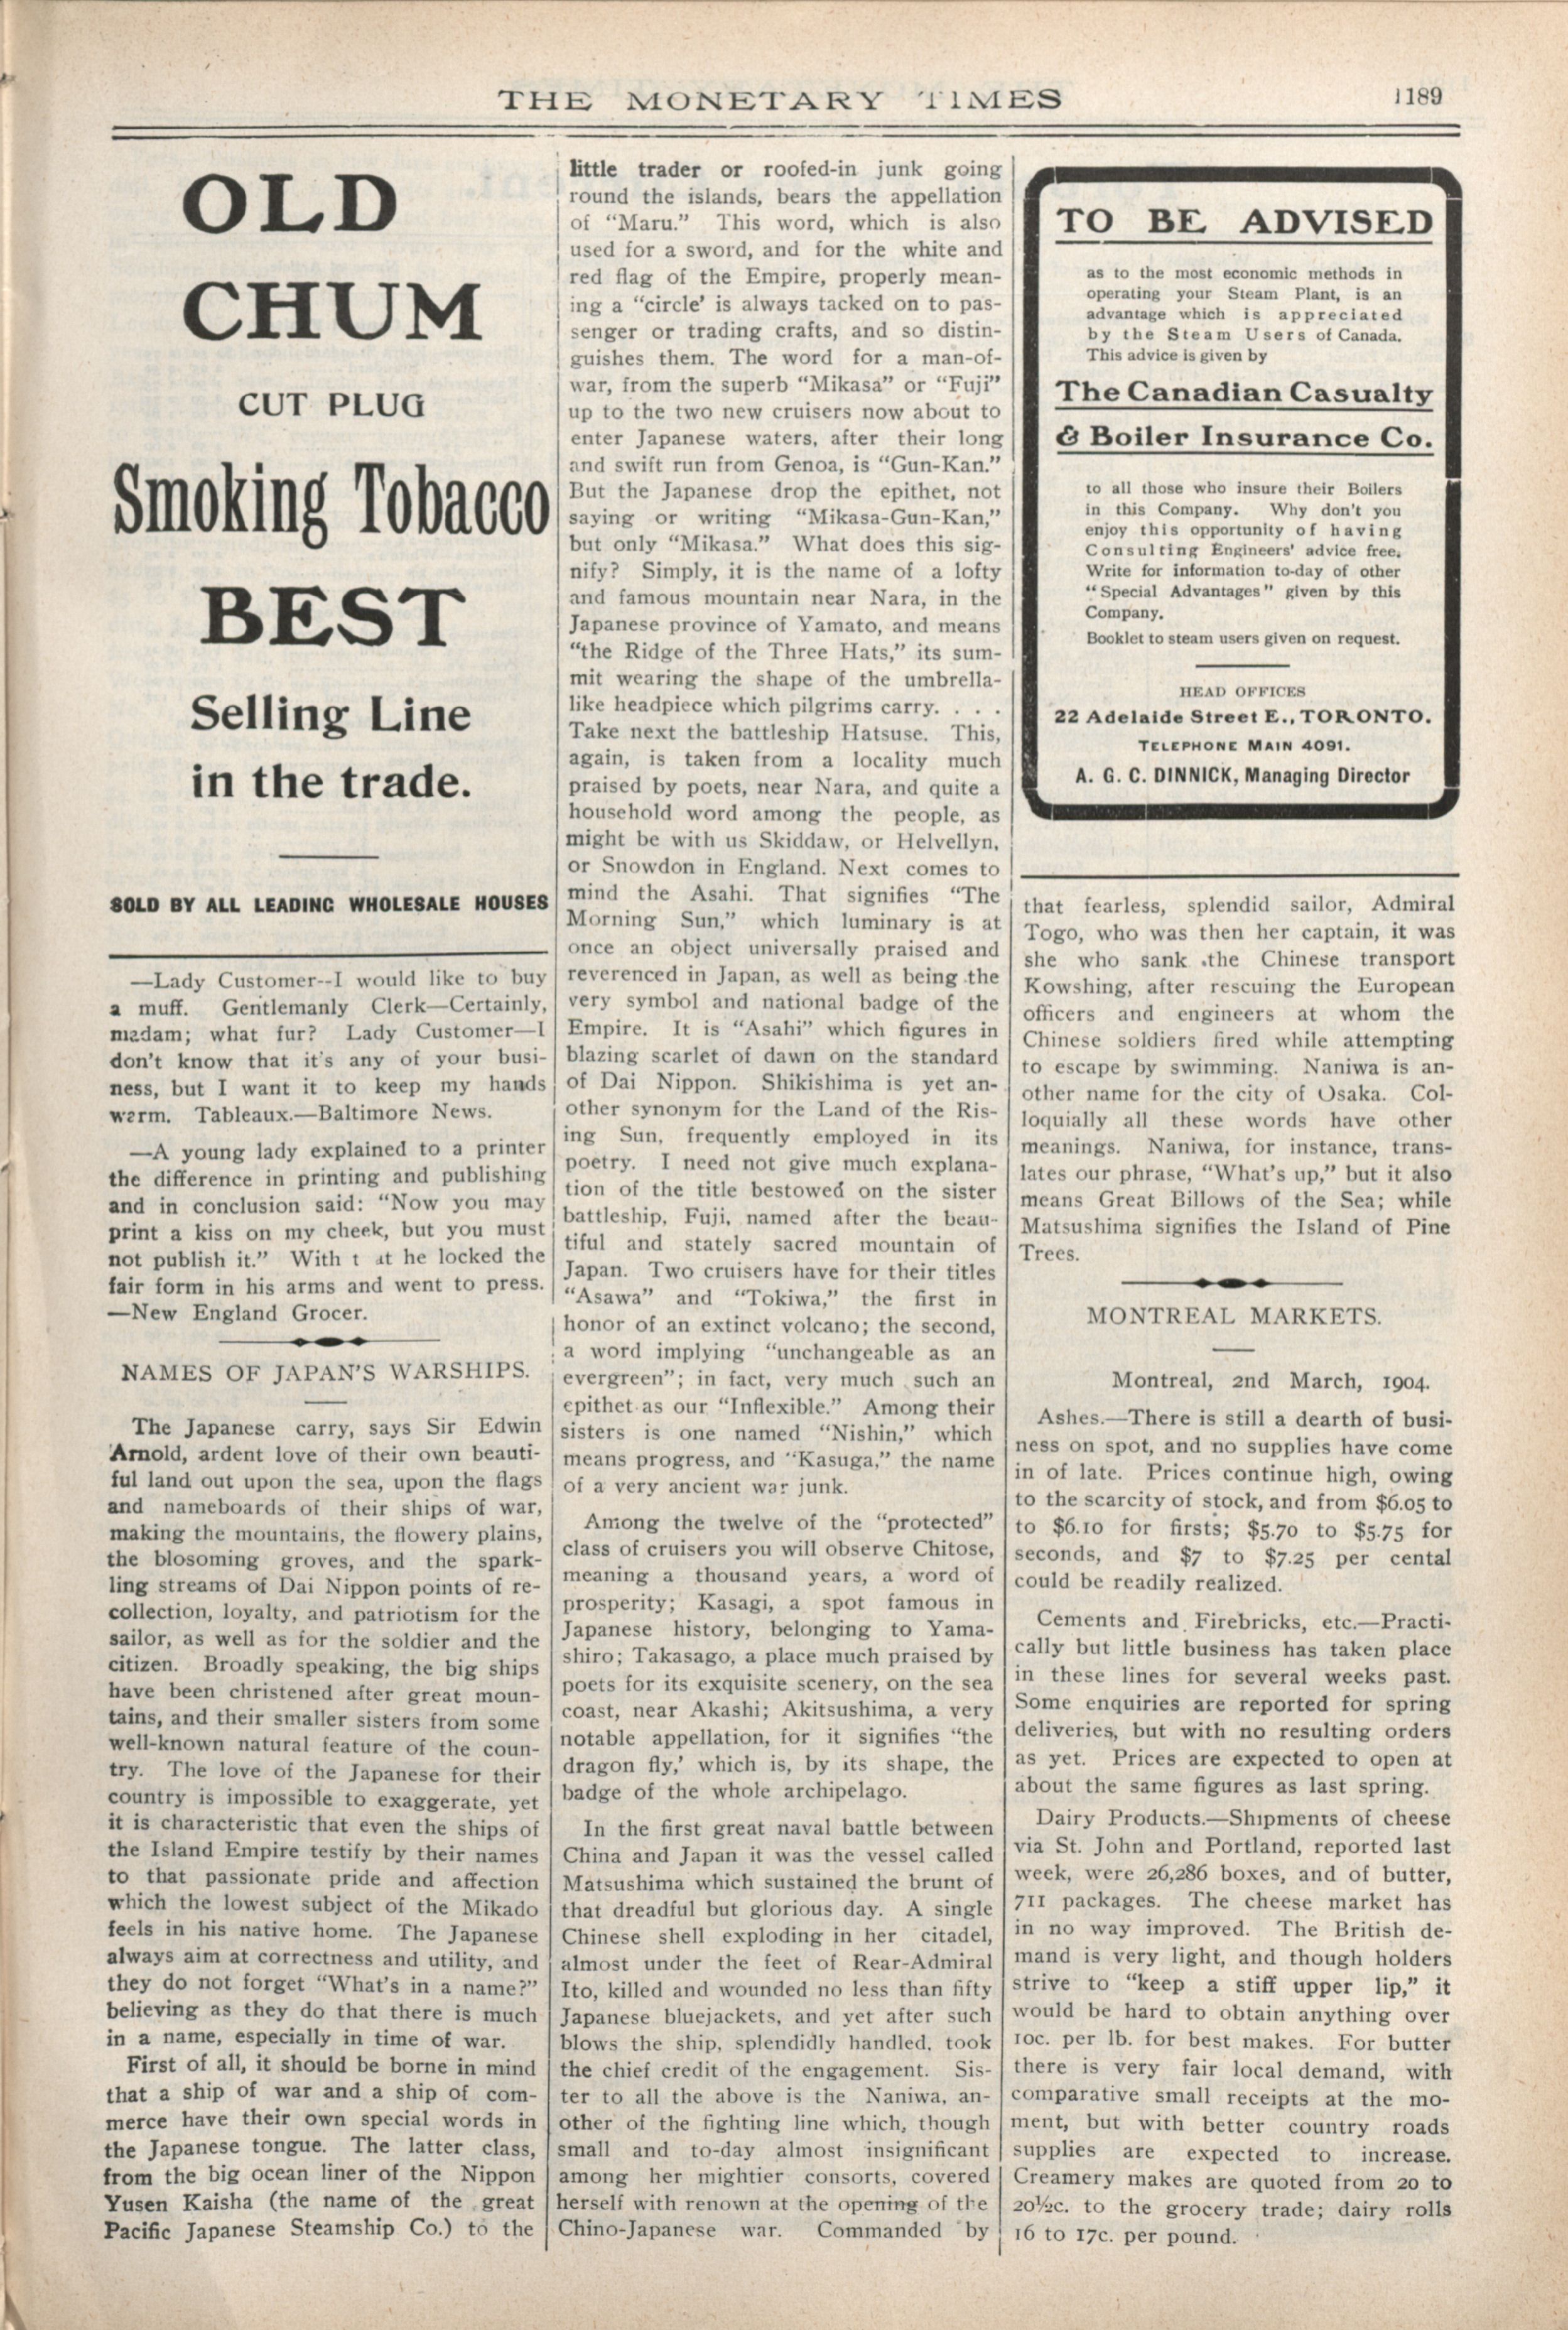 THE MONETARY TIMES
1189
OLD
CHUM
CUT PLUG
Smoking Tobacco
BEST
Selling Line
in the trade.
SOLD BY ALL LEADING WHOLESALE HOUSES
—Lady Customer--I would like to buy
a muff. Gentlemanly Clerk—Certainly,
madam; what fur? Lady Customer—I
don't know that it's any of your busi-
ness, but I want it to keep my hands
warm. Tableaux.—Baltimore News.
—A young lady explained to a printer
the difference in printing and publishing
and in conclusion said: "Now you may
print a kiss on my cheek, but you must
not publish it." With t at he locked the
fair form in his arms and went to press.
—New England Grocer.
NAMES OF JAPAN'S WARSHIPS.
The Japanese carry, says Sir Edwin
Arnold, ardent love of their own beauti-
ful land out upon the sea, upon the flags
and nameboards of their ships of war,
making the mountains, the flowery plains,
the blosoming groves, and the spark-
ling streams of Dai Nippon points of re-
collection, loyalty, and patriotism for the
sailor, as well as for the soldier and the
citizen. Broadly speaking, the big ships
have been christened after great moun-
tains, and their smaller sisters from some
well-known natural feature of the coun-
try. The love of the Japanese for their
country is impossible to exaggerate, yet
it is characteristic that even the ships of
the Island Empire testify by their names
to that passionate pride and affection
which the lowest subject of the Mikado
feels in his native home. The Japanese
always aim at correctness and utility, and
they do not forget "What's in a name?"
believing as they do that there is much
in a name, especially in time of war.
First of all, it should be borne in mind
that a ship of war and a ship of com-
merce have their own special words in
the Japanese tongue. The latter class,
from the big ocean liner of the Nippon
Yusen Kaisha (the name of the great
Pacific Japanese Steamship Co.) to the
little trader or roofed-in junk going
round the islands, bears the appellation
of "Maru." This word, which is also
used for a sword, and for the white and
red flag of the Empire, properly mean-
ing a "circle' is always tacked on to pas-
senger or trading crafts, and so distin-
guishes them. The word for a man-of-
war, from the superb "Mikasa" or "Fuji"
up to the two new cruisers now about to
enter Japanese waters, after their long
and swift run from Genoa, is "Gun-Kan."
But the Japanese drop the epithet, not
saying or writing "Mikasa-Gun-Kan,"
but only "Mikasa." What does this sig-
nify? Simply, it is the name of a lofty
and famous mountain near Nara, in the
Japanese province of Yamato, and means
"the Ridge of the Three Hats," its sum-
mit wearing the shape of the umbrella-
like headpiece which pilgrims carry. . . .
Take next the battleship Hatsuse. This,
again, is taken from a locality much
praised by poets, near Nara, and quite a
household word among the people, as
might be with us Skiddaw, or Helvellyn,
or Snowdon in England. Next comes to
mind the Asahi. That signifies "The
Morning Sun," which luminary is at
once an object universally praised and
reverenced in Japan, as well as being the
very symbol and national badge of the
Empire. It is "Asahi" which figures in
blazing scarlet of dawn on the standard
of Dai Nippon. Shikishima is yet an-
other synonym for the Land of the Ris-
ing Sun, frequently employed in its
poetry. I need not give much explana-
tion of the title bestowed on the sister
battleship, Fuji, named after the beau-
tiful and stately sacred mountain of
Japan. Two cruisers have for their titles
"Asawa" and "Tokiwa," the first in
honor of an extinct volcano; the second,
a word implying "unchangeable as an
evergreen"; in fact, very much such an
epithet as our "Inflexible." Among their
sisters is one named "Nishin," which
means progress, and "Kasuga," the name
of a very ancient war junk.
Among the twelve of the "protected"
class of cruisers you will observe Chitose,
meaning a thousand years, a word of
prosperity; Kasagi, a spot famous in
Japanese history, belonging to Yama-
shiro; Takasago, a place much praised by
poets for its exquisite scenery, on the sea
coast, near Akashi; Akitsushima, a very
notable appellation, for it signifies "the
dragon fly,' which is, by its shape, the
badge of the whole archipelago.
In the first great naval battle between
China and Japan it was the vessel called
Matsushima which sustained the brunt of
that dreadful but glorious day. A single
Chinese shell exploding in her citadel,
almost under the feet of Rear-Admiral
Ito, killed and wounded no less than fifty
Japanese bluejackets, and yet after such
blows the ship, splendidly handled, took
the chief credit of the engagement. Sis-
ter to all the above is the Naniwa, an-
other of the fighting line which, though
small and to-day almost insignificant
among her mightier consorts, covered
herself with renown at the opening of the
Chino-Japanese war. Commanded by
TO BE ADVISED
as to the most economic methods in
operating your Steam Plant, is an
advantage which is appreciated
by the Steam Users of Canada.
This advice is given by
The Canadian Casualty
& Boiler Insurance Co.
to all those who insure their Boilers
in this Company. Why don't you
enjoy this opportunity of having
Consulting Engineers' advice free.
Write for information to-day of other
"Special Advantages" given by this
Company.
Booklet to steam users given on request.
HEAD OFFICES
22 Adelaide Street E., TORONTO.
TELEPHONE MAIN 4091.
A. G. C. DINNICK, Managing Director
that fearless, splendid sailor, Admiral
Togo, who was then her captain, it was
she who sank the Chinese transport
Kowshing, after rescuing the European
officers and engineers at whom the
Chinese soldiers fired while attempting
to escape by swimming. Naniwa is an-
other name for the city of Osaka. Col-
loquially all these words have other
meanings. Naniwa, for instance, trans-
lates our phrase, "What's up," but it also
means Great Billows of the Sea; while
Matsushima signifies the Island of Pine
Trees.
MONTREAL MARKETS.
Montreal, 2nd March, 1904.
Ashes.—There is still a dearth of busi-
ness on spot, and no supplies have come
in of late. Prices continue high, owing
to the scarcity of stock, and from $6.05 to
to $6.10 for firsts; $5.70 to $5.75 for
seconds, and $7 to $7.25 per cental
could be readily realized.
Cements and Firebricks, etc.—Practi-
cally but little business has taken place
in these lines for several weeks past.
Some enquiries are reported for spring
deliveries, but with no resulting orders
as yet. Prices are expected to open at
about the same figures as last spring.
Dairy Products.—Shipments of cheese
via St. John and Portland, reported last
week, were 26,286 boxes, and of butter,
711 packages. The cheese market has
in no way improved. The British de-
mand is very light, and though holders
strive to "keep a stiff upper lip," it
would be hard to obtain anything over
10c. per lb. for best makes. For butter
there is very fair local demand, with
comparative small receipts at the mo-
ment, but with better country roads
supplies are expected to increase.
Creamery makes are quoted from 20 to
20½c. to the grocery trade; dairy rolls
16 to 17c. per pound.